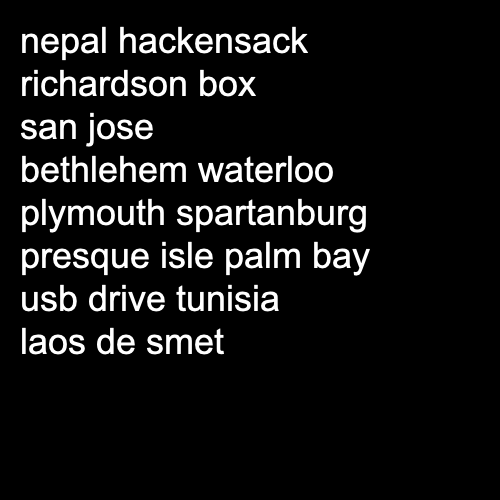 nepal hackensack
richardson box
san jose
bethlehem waterloo
plymouth spartanburg
presque isle palm bay
usb drive tunisia
laos de smet